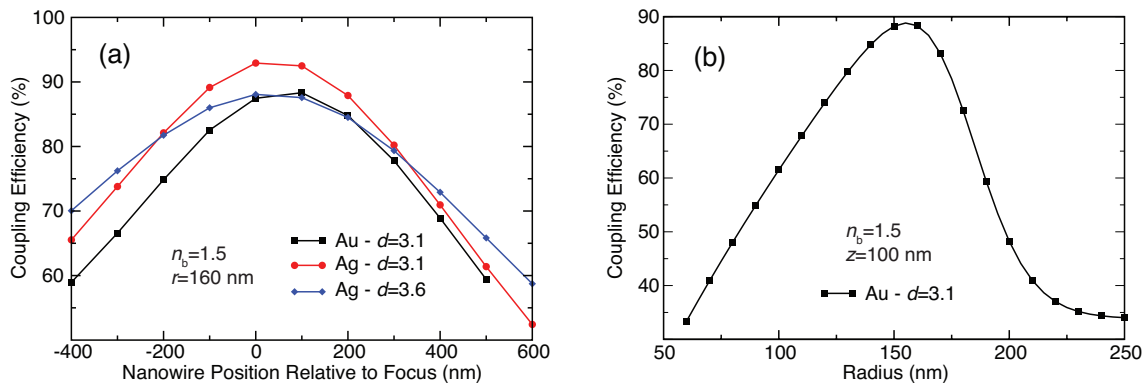 (a)
Coupling Efficiency (%)
100
90
80
70
60
n_b=1.5
r=160 nm
Au - d=3.1
Ag - d=3.1
Ag - d=3.6
-400 -200 0 200 400 600
Nanowire Position Relative to Focus (nm)
(b)
Coupling Efficiency (%)
90
80
70
60
50
40
n_b=1.5
z=100 nm
Au - d=3.1
50 100 150 200 250
Radius (nm)